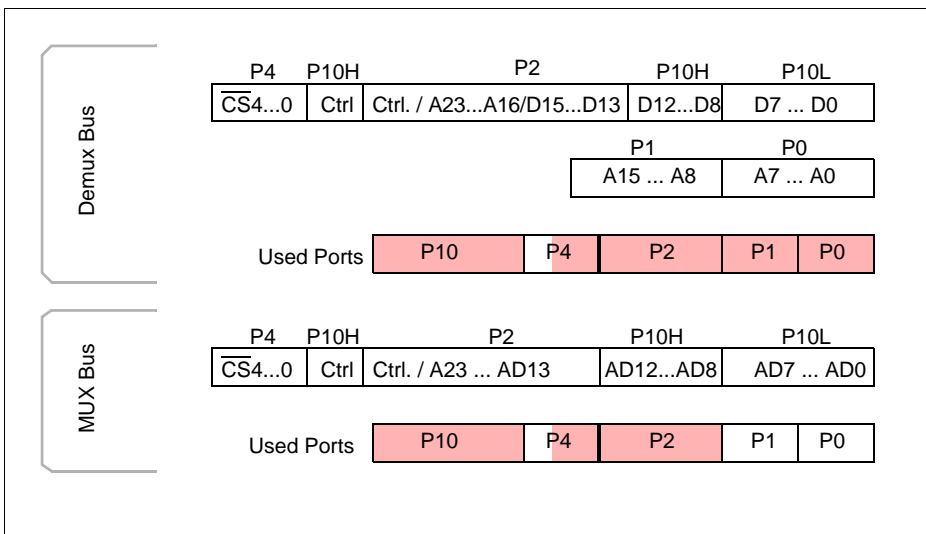 Demux Bus
P4 P10H P2 P10H P10L
CS4...0 Ctrl Ctrl. / A23...A16/D15...D13 D12...D8 D7 ... D0
P1 P0
A15 ... A8 A7 ... A0
Used Ports P10 P4 P2 P1 P0
MUX Bus
P4 P10H P2 P10H P10L
CS4...0 Ctrl Ctrl. / A23 ... AD13 AD12...AD8 AD7 ... AD0
Used Ports P10 P4 P2 P1 P0